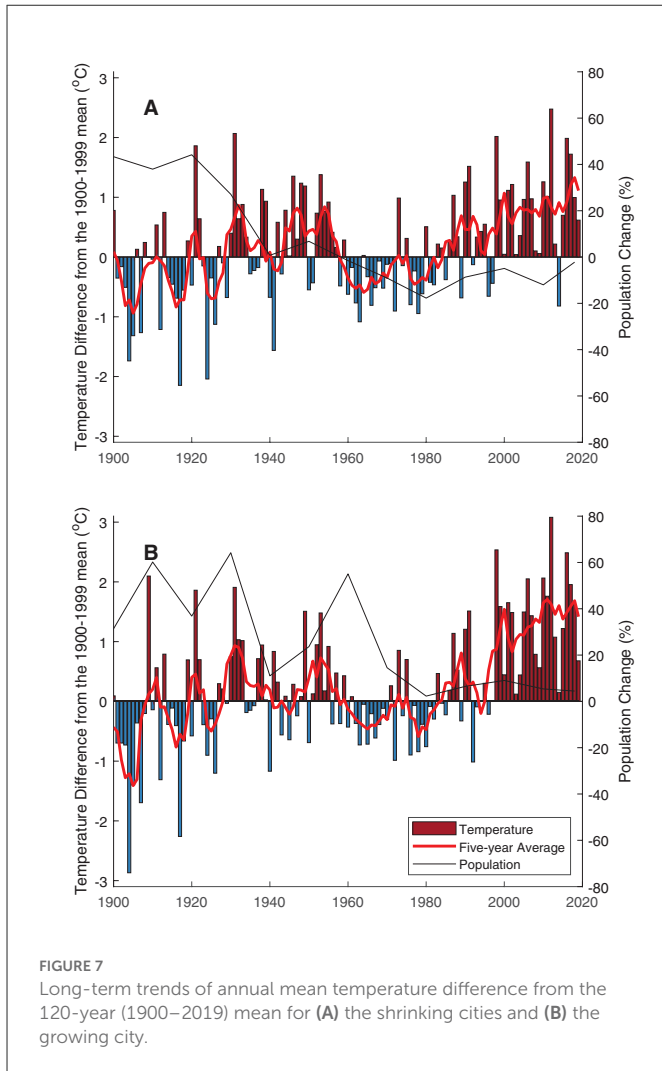 A
Temperature Difference from the 1900-1999 mean (°C)
3
2
1
0
-1
-2
-3
80
60
40
20
0
-20
-40
-60
-80
Population Change (%)
1900 1920 1940 1960 1980 2000 2020
B
Temperature Difference from the 1900-1999 mean (°C)
3
2
1
0
-1
-2
-3
80
60
40
20
0
-20
-40
-60
-80
Population Change (%)
Temperature
Five-year Average
Population
1900 1920 1940 1960 1980 2000 2020
FIGURE 7
Long-term trends of annual mean temperature difference from the
120-year (1900–2019) mean for (A) the shrinking cities and (B) the
growing city.